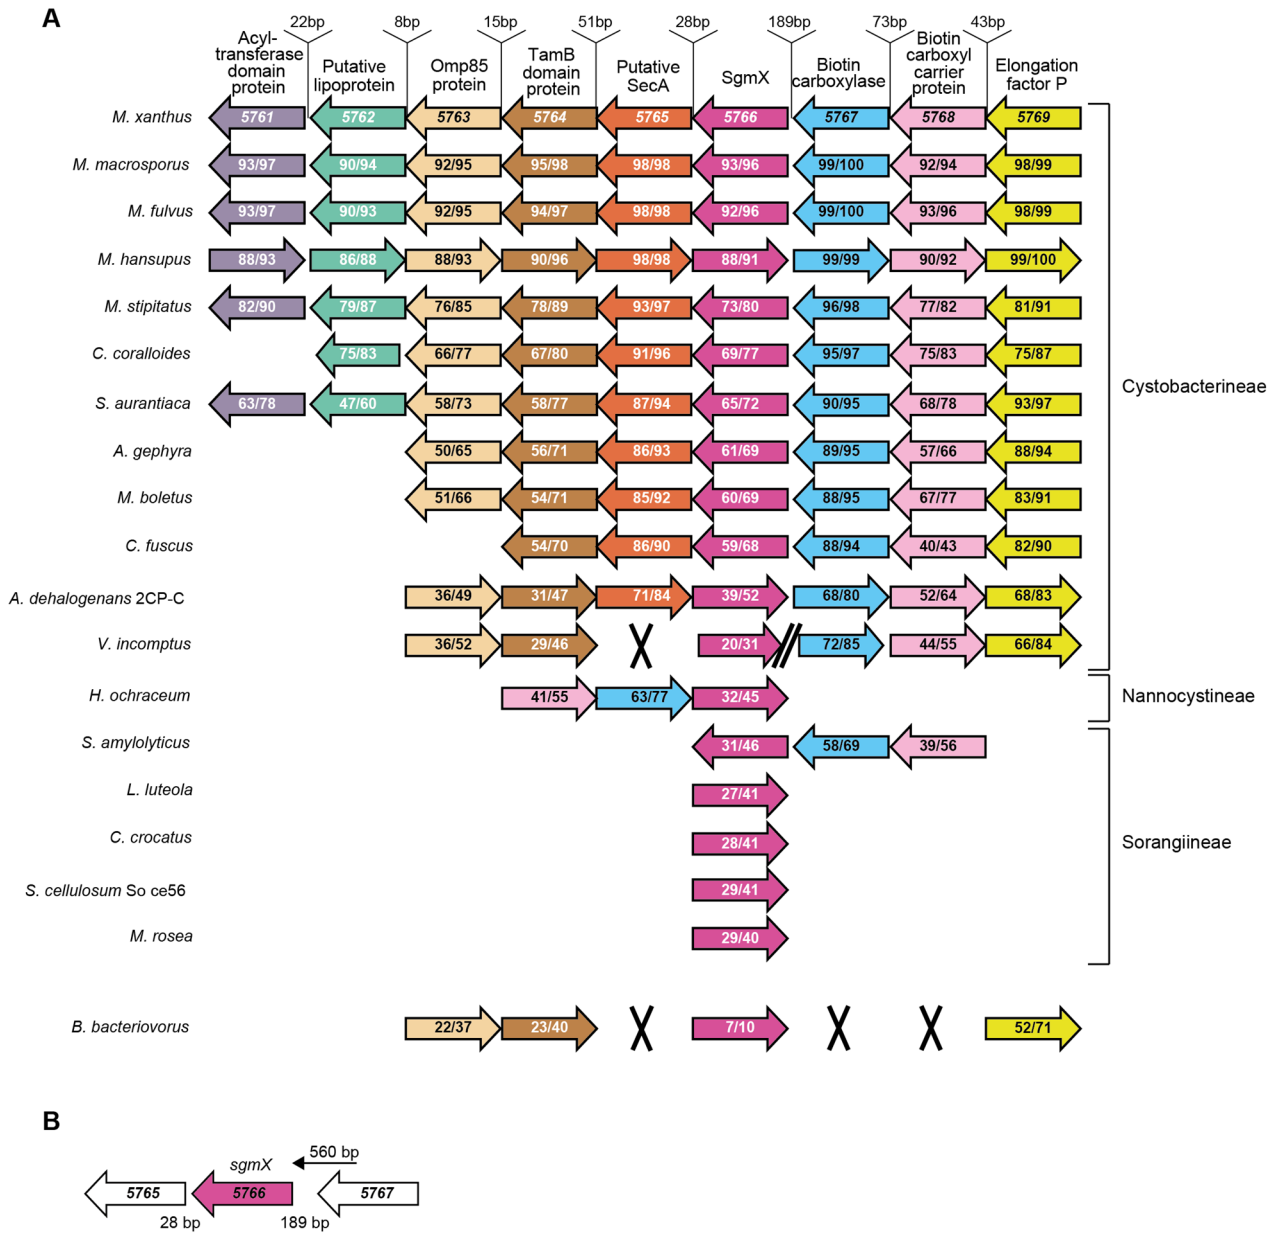 A
22bp 8bp 15bp 51bp 28bp 189bp 73bp 43bp
Acyl-
transferase
domain
protein
Putative
lipoprotein
Omp85
protein
TamB
domain
protein
Putative
SecA
SgmX
Biotin
carboxylase
Biotin
carboxyl
carrier
protein
Elongation
factor P
M. xanthus 5761 5762 5763 5764 5765 5766 5767 5768 5769
M. macrosporus 93/97 90/94 92/95 95/98 98/98 93/96 99/100 92/94 98/99
M. fulvus 93/97 90/93 92/95 94/97 98/98 92/96 99/100 93/96 98/99
M. hansupus 88/93 86/88 88/93 90/96 98/98 88/91 99/99 90/92 99/100
M. stipitatus 82/90 79/87 76/85 78/89 93/97 73/80 96/98 77/82 81/91
C. coralloides 75/83 66/77 67/80 91/96 69/77 95/97 75/83 75/87
Cystobacterineae
S. aurantiaca 63/78 47/60 58/73 58/77 87/94 65/72 90/95 68/78 93/97
A. gephyra 50/65 56/71 86/93 61/69 89/95 57/66 88/94
M. boletus 51/66 54/71 85/92 60/69 88/95 67/77 83/91
C. fuscus 54/70 86/90 59/68 88/94 40/43 82/90
A. dehalogenans 2CP-C 36/49 31/47 71/84 39/52 68/80 52/64 68/83
V. incomptus 36/52 29/46 X 20/31 // 72/85 44/55 66/84
H. ochraceum 41/55 63/77 32/45 Nannocystineae
S. amylolyticus 31/46 58/69 39/56
L. luteola 27/41
C. crocatus 28/41 Sorangiineae
S. cellulosum So ce56 29/41
M. rosea 29/40
B. bacteriovorus 22/37 23/40 X 7/10 X X 52/71
B
560 bp
sgmX
5765 5766 5767
28 bp 189 bp